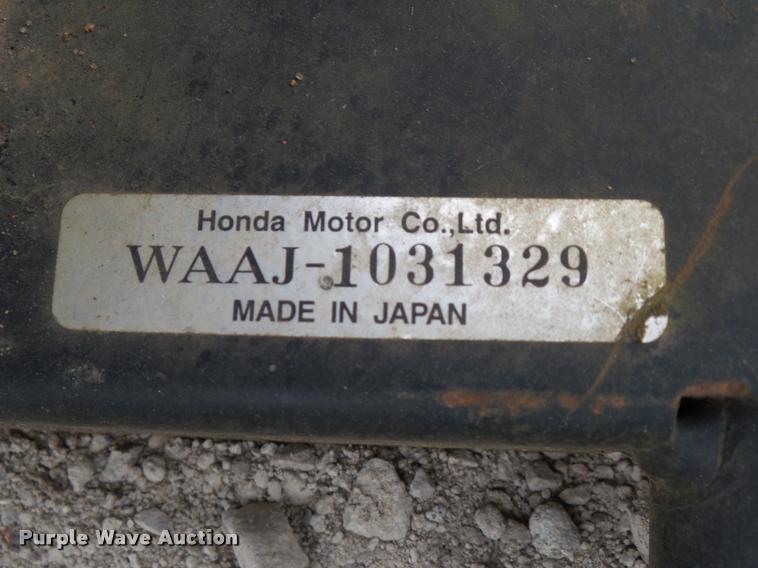 Honda Motor Co.,Ltd.
WAAJ-1031329
MADE IN JAPAN
Purple Wave Auction